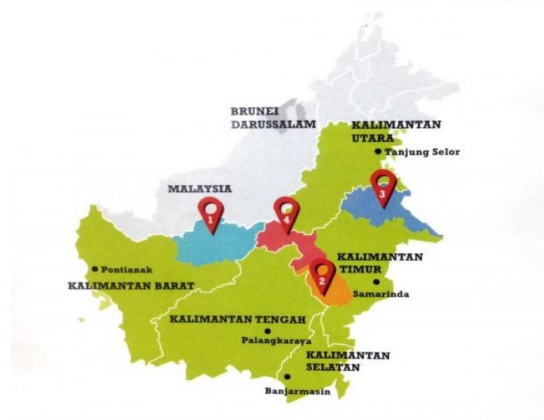 BRUNEI
DARUSSALAM
KALIMANTAN
UTARA
Tanjung Selor
MALAYSIA
1
4
3
Pontianak
KALIMANTAN BARAT
KALIMANTAN
TIMUR
2
Samarinda
KALIMANTAN TENGAH
Palangkaraya
KALIMANTAN
SELATAN
Banjarmasin